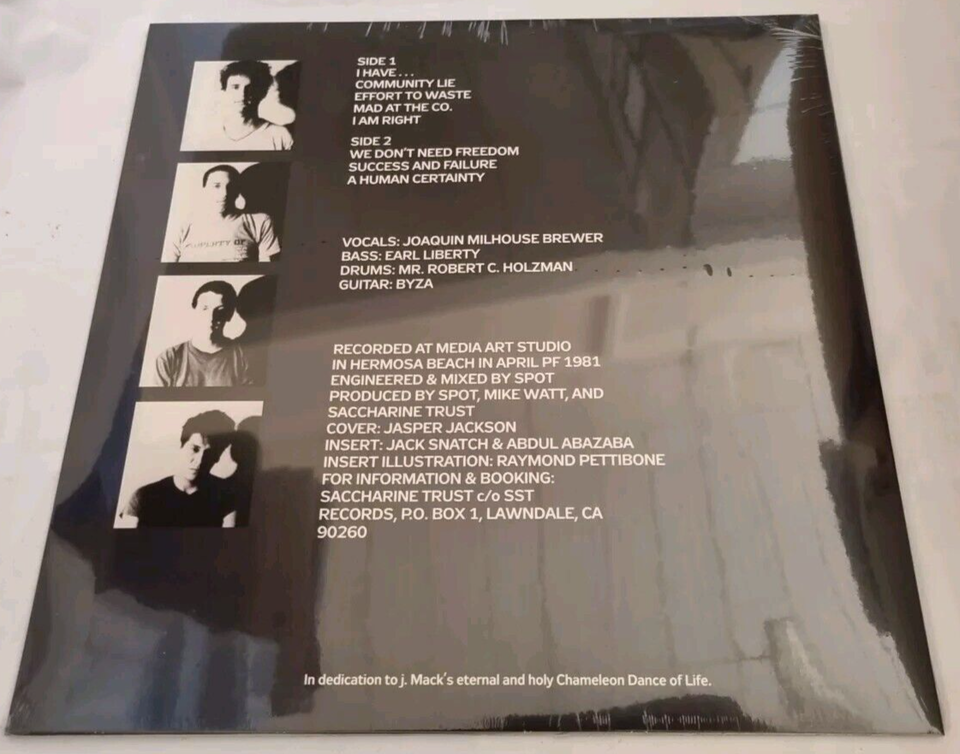 SIDE 1
I HAVE...
COMMUNITY LIE
EFFORT TO WASTE
MAD AT THE CO.
I AM RIGHT
SIDE 2
WE DON'T NEED FREEDOM
SUCCESS AND FAILURE
A HUMAN CERTAINTY
VOCALS: JOAQUIN MILHOUSE BREWER
BASS: EARL LIBERTY
DRUMS: MR. ROBERT C. HOLZMAN
GUITAR: BYZA
RECORDED AT MEDIA ART STUDIO
IN HERMOSA BEACH IN APRIL PF 1981
ENGINEERED & MIXED BY SPOT
PRODUCED BY SPOT, MIKE WATT, AND
SACCHARINE TRUST
COVER: JASPER JACKSON
INSERT: JACK SNATCH & ABDUL ABAZABA
INSERT ILLUSTRATION: RAYMOND PETTIBONE
FOR INFORMATION & BOOKING:
SACCHARINE TRUST c/o SST
RECORDS, P.O. BOX 1, LAWNDALE, CA
90260
In dedication to j. Mack's eternal and holy Chameleon Dance of Life.